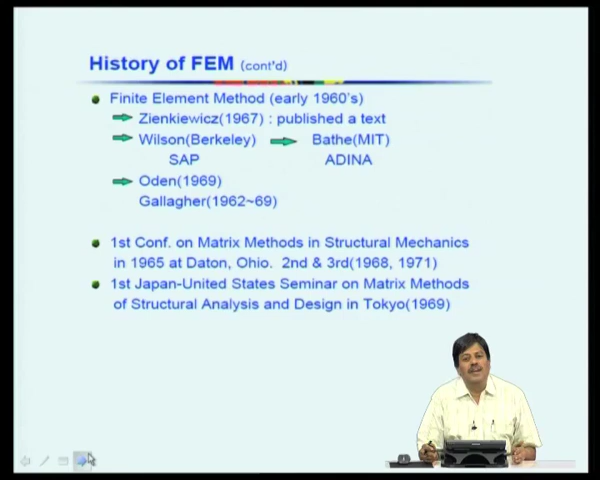 History of FEM (cont'd)
Finite Element Method (early 1960's)
Zienkiewicz(1967) : published a text
Wilson(Berkeley) Bathe(MIT)
SAP ADINA
Oden(1969)
Gallagher(1962~69)
1st Conf. on Matrix Methods in Structural Mechanics
in 1965 at Daton, Ohio. 2nd & 3rd(1968, 1971)
1st Japan-United States Seminar on Matrix Methods
of Structural Analysis and Design in Tokyo(1969)